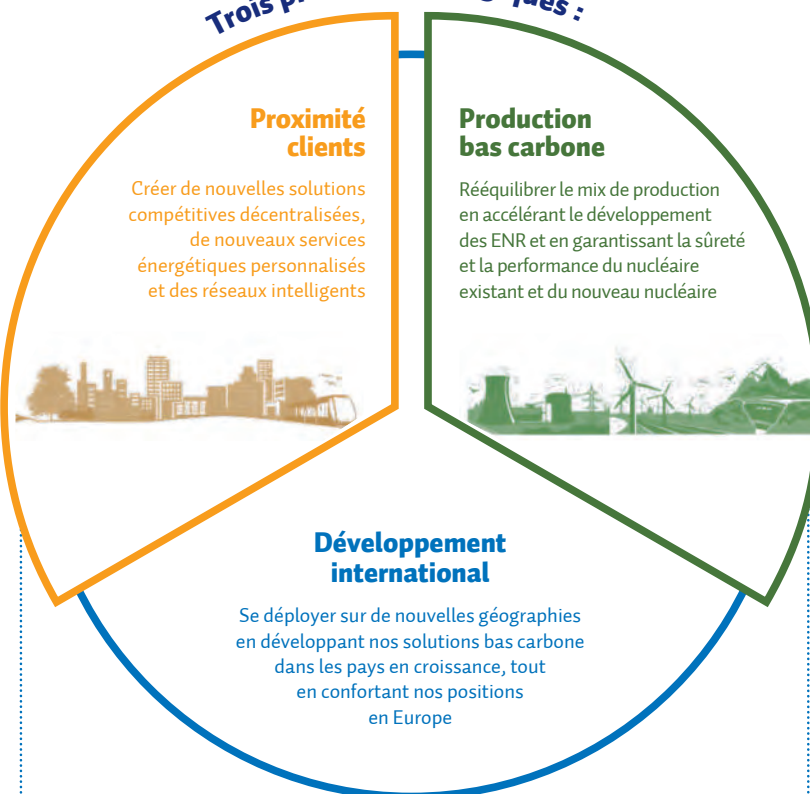 Trois
Proximité
clients
Créer de nouvelles solutions
compétitives décentralisées,
de nouveaux services
énergétiques personnalisés
et des réseaux intelligents
Production
bas carbone
Rééquilibrer le mix de production
en accélérant le développement
des ENR et en garantissant la sûreté
et la performance du nucléaire
existant et du nouveau nucléaire
Développement
international
Se déployer sur de nouvelles géographies
en développant nos solutions bas carbone
dans les pays en croissance, tout
en confortant nos positions
en Europe